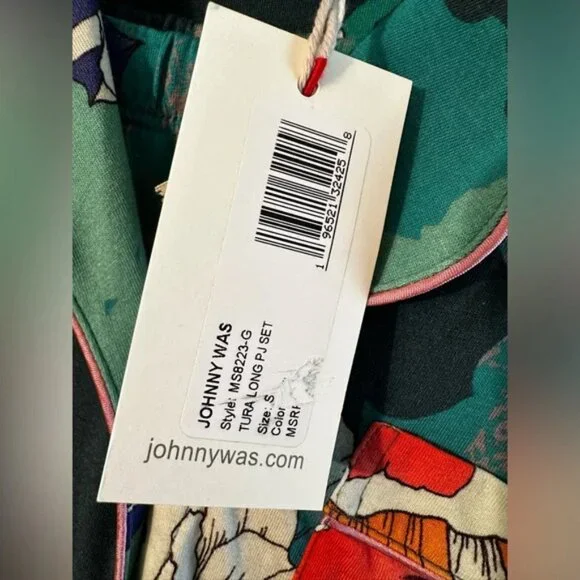 1 96521 32425 8
JOHNNY WAS
Style: MS8223-G
TURA LONG PJ SET
Size: S
Color
MSRP
johnnywas.com